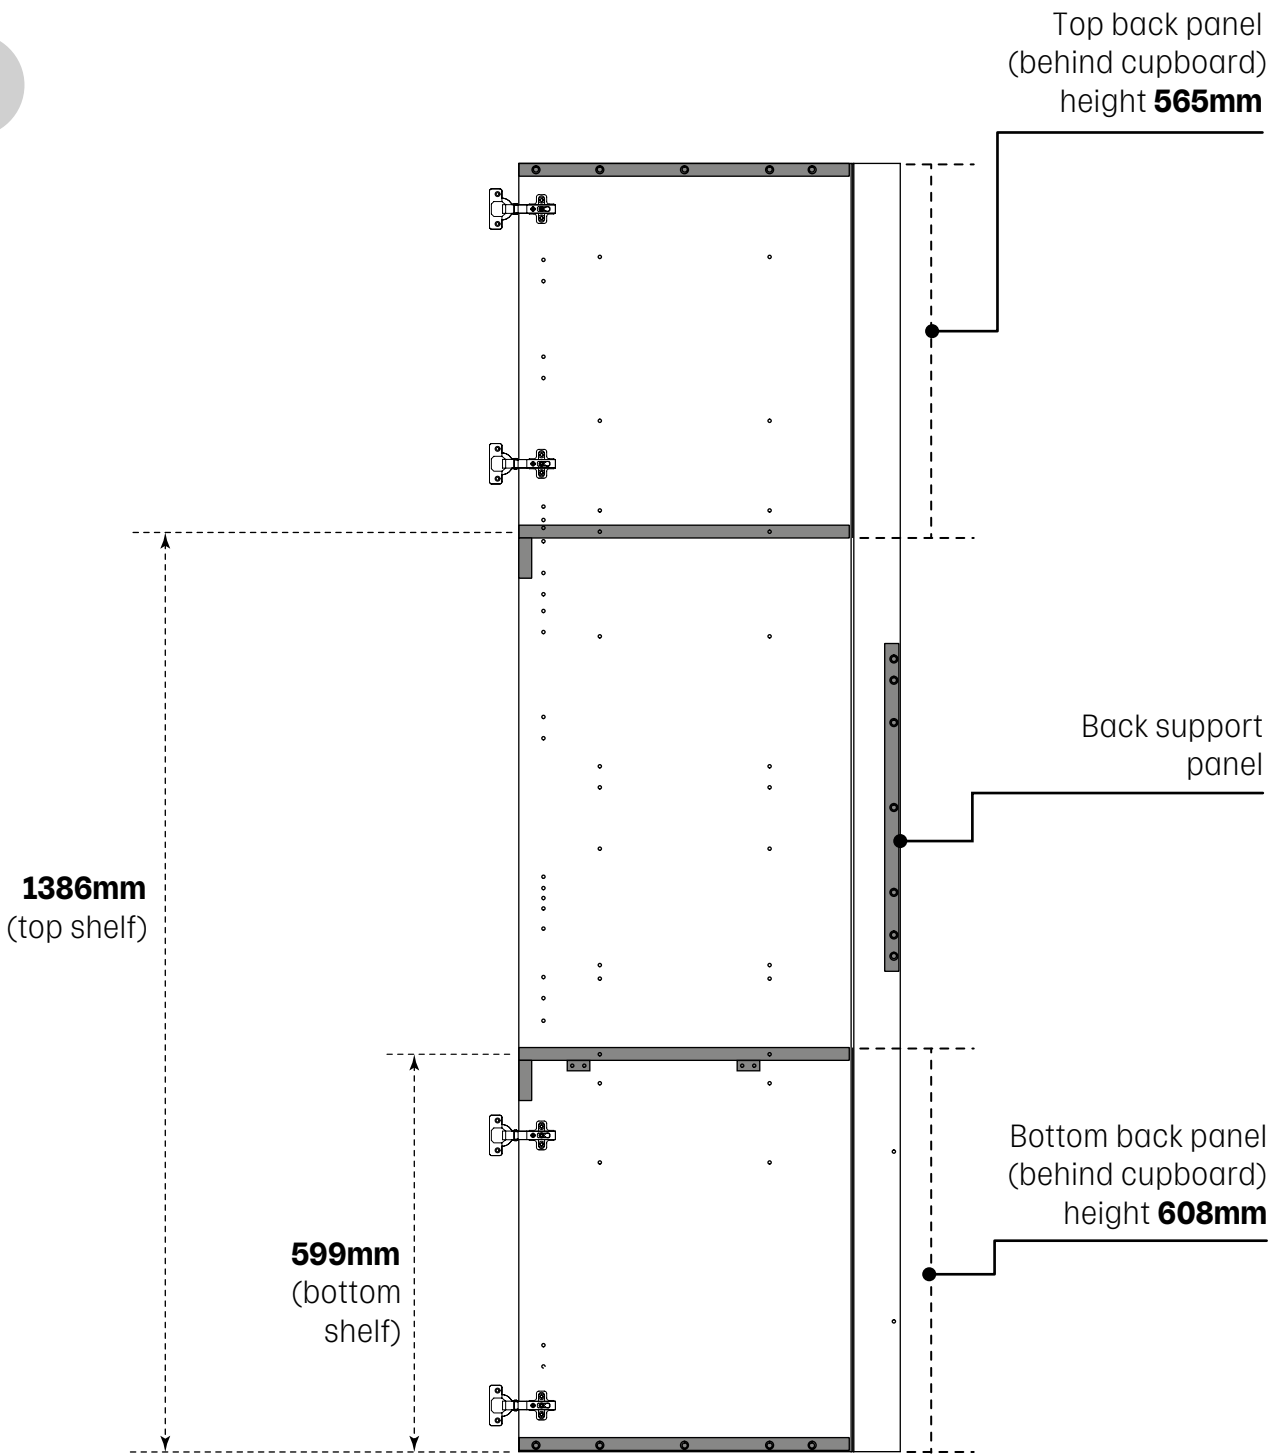 Top back panel
(behind cupboard)
height 565mm
Back support
panel
1386mm
(top shelf)
Bottom back panel
(behind cupboard)
height 608mm
599mm
(bottom
shelf)